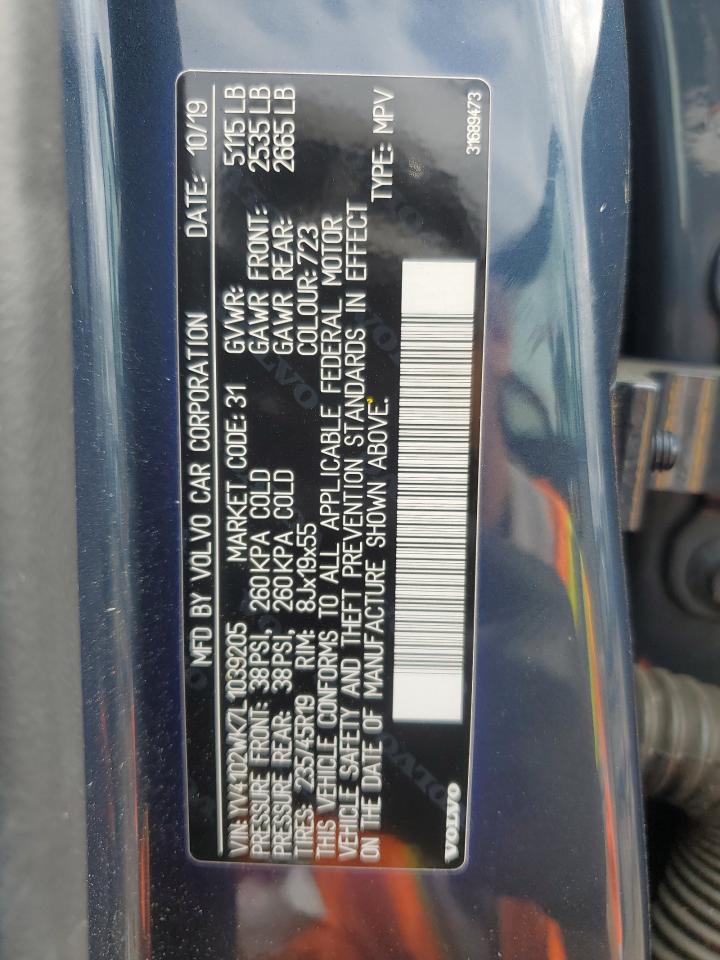 MFD BY VOLVO CAR CORPORATION DATE: 10/19
VIN: YV4102WK7L1039205 MARKET CODE: 31 GVWR: 5115 LB
PRESSURE FRONT: 38PSI, 260KPA COLD GAWR FRONT: 2535 LB
PRESSURE REAR: 38PSI, 260KPA COLD GAWR REAR: 2665 LB
TIRES: 235/45R19 RIM: 8Jx19x55 COLOUR: 723
THIS VEHICLE CONFORMS TO ALL APPLICABLE FEDERAL MOTOR
VEHICLE SAFETY AND THEFT PREVENTION STANDARDS IN EFFECT
ON THE DATE OF MANUFACTURE SHOWN ABOVE. TYPE: MPV
VOLVO 31689473